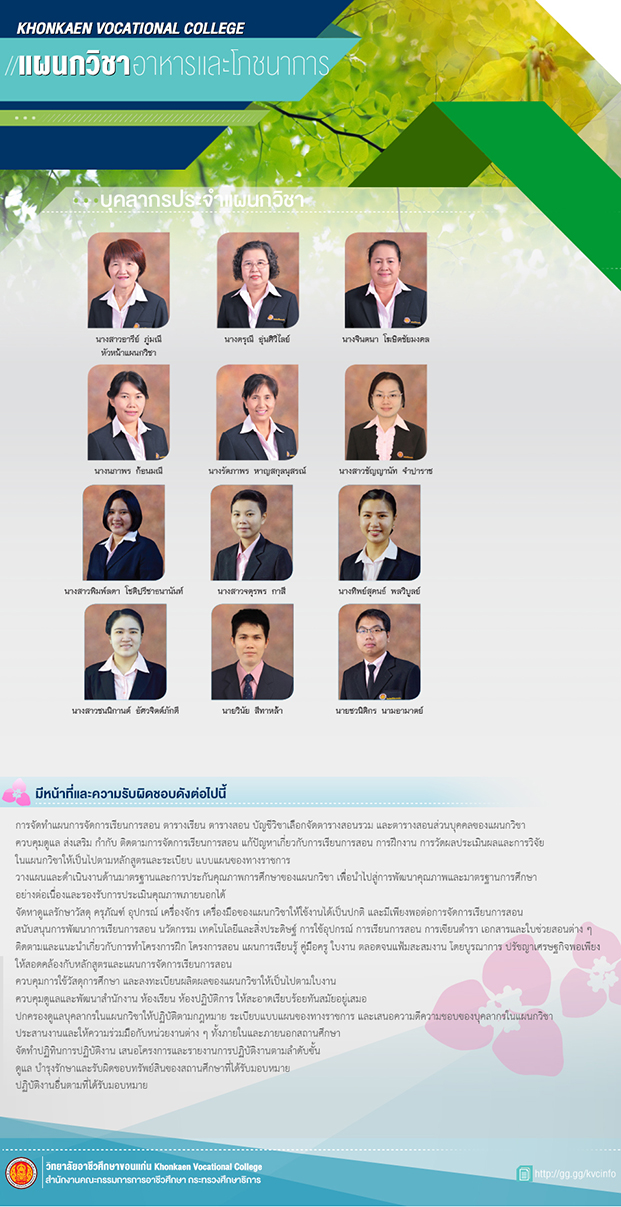 KHONKAEN VOCATIONAL COLLEGE
//แผนกวิชาอาหารและโภชนาการ
บุคลากรประจำแผนกวิชา
นางสาวอารีย์ ภู่มณี นางดรุณี อุ่นศิวิไลย์ นางจินตนา โฆษิตชัยมงคล
หัวหน้าแผนกวิชา
นางนภาพร ก้อนมณี นางรัดภาพร หาญสกุลนุสรณ์ นางสาวชัญญานัท จำปาราช
นางสาวพิมพ์ลดา โชติปรีชาธนานันท์ นางสาวจตุรพร กาสี นางทิพย์สุคนธ์ พลวิบูลย์
นางสาวชนนิกานต์ อัศวจิตต์ภักดี นายวินัย สีทาหล้า นายชวนิติกร นามอามาตย์
มีหน้าที่และความรับผิดชอบดังต่อไปนี้
การจัดทำแผนการจัดการเรียนการสอน ตารางเรียน ตารางสอน บัญชีวิชาเลือกจัดตารางสอนรวม และตารางสอนส่วนบุคคลของแผนกวิชา
ควบคุมดูแล ส่งเสริม กำกับ ติดตามการจัดการเรียนการสอน แก้ปัญหาเกี่ยวกับการเรียนการสอน การฝึกงาน การวัดผลประเมินผลและการวิจัย
ในแผนกวิชาให้เป็นไปตามหลักสูตรและระเบียบ แบบแผนของทางราชการ
วางแผนและดำเนินงานด้านมาตรฐานและการประกันคุณภาพการศึกษาของแผนกวิชา เพื่อนำไปสู่การพัฒนาคุณภาพและมาตรฐานการศึกษา
อย่างต่อเนื่องและรองรับการประเมินคุณภาพภายนอกได้
จัดหาดูแลรักษาวัสดุ ครุภัณฑ์ อุปกรณ์ เครื่องจักร เครื่องมือของแผนกวิชาให้ใช้งานได้เป็นปกติ และมีเพียงพอต่อการจัดการเรียนการสอน
สนับสนุนการพัฒนาการเรียนการสอน นวัตกรรม เทคโนโลยีและสิ่งประดิษฐ์ การใช้อุปกรณ์ การเรียนการสอน การเขียนตำรา เอกสารและใบช่วยสอนต่าง ๆ
ติดตามและแนะนำเกี่ยวกับการทำโครงการฝึก โครงการสอน แผนการเรียนรู้ คู่มือครู ใบงาน ตลอดจนแฟ้มสะสมงาน โดยบูรณาการ ปรัชญาเศรษฐกิจพอเพียง
ให้สอดคล้องกับหลักสูตรและแผนการจัดการเรียนการสอน
ควบคุมการใช้วัสดุการศึกษา และลงทะเบียนผลิตผลของแผนกวิชาให้เป็นไปตามใบงาน
ควบคุมดูแลและพัฒนาสำนักงาน ห้องเรียน ห้องปฏิบัติการ ให้สะอาดเรียบร้อยทันสมัยอยู่เสมอ
ปกครองดูแลบุคลากรในแผนกวิชาให้ปฏิบัติตามกฎหมาย ระเบียบแบบแผนของทางราชการ และเสนอความดีความชอบของบุคลากรในแผนกวิชา
ประสานงานและให้ความร่วมมือกับหน่วยงานต่าง ๆ ทั้งภายในและภายนอกสถานศึกษา
จัดทำปฏิทินการปฏิบัติงาน เสนอโครงการและรายงานการปฏิบัติงานตามลำดับชั้น
ดูแล บำรุงรักษาและรับผิดชอบทรัพย์สินของสถานศึกษาที่ได้รับมอบหมาย
ปฏิบัติงานอื่นตามที่ได้รับมอบหมาย
วิทยาลัยอาชีวศึกษาขอนแก่น Khonkaen Vocational College
สำนักงานคณะกรรมการการอาชีวศึกษา กระทรวงศึกษาธิการ
http://gg.gg/kvcinfo